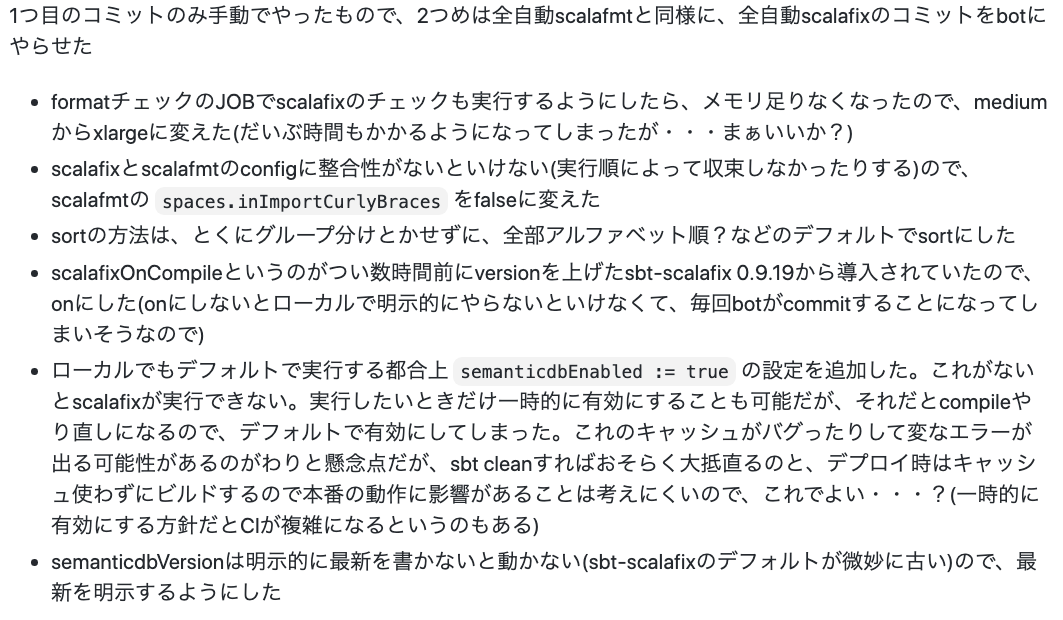 1つ目のコミットのみ手動でやったもので、2つめは全自動scalafmtと同様に、全自動scalafixのコミットをbotに
やらせた
• formatチェックのJOBでscalafixのチェックも実行するようにしたら、メモリ足りなくなったので、medium
からxlargeに変えた(だいぶ時間もかかるようになってしまったが・・・まぁいいか？)
• scalafixとscalafmtのconfigに整合性がないといけない(実行順によって収束しなかったりする)ので、
scalafmtの spaces.inImportCurlyBraces をfalseに変えた
• sortの方法は、とくにグループ分けとかせずに、全部アルファベット順？などのデフォルトでsortにした
• scalafixOnCompileというのがつい数時間前にversionを上げたsbt-scalafix 0.9.19から導入されていたので、
onにした(onにしないとローカルで明示的にやらないといけなくて、毎回botがcommitすることになってし
まいそうなので)
• ローカルでもデフォルトで実行する都合上 semanticdbEnabled := true の設定を追加した。これがない
とscalafixが実行できない。実行したいときだけ一時的に有効にすることも可能だが、それだとcompileや
り直しになるので、デフォルトで有効にしてしまった。これのキャッシュがバグったりして変なエラーが
出る可能性があるのがわりと懸念点だが、sbt cleanすればおそらく大抵直るのと、デプロイ時はキャッシ
ュ使わずにビルドするので本番の動作に影響があることは考えにくいので、これでよい・・・？(一時的に
有効にする方針だとCIが複雑になるというのもある)
• semanticdbVersionは明示的に最新を書かないと動かない(sbt-scalafixのデフォルトが微妙に古い)ので、最
新を明示するようにした